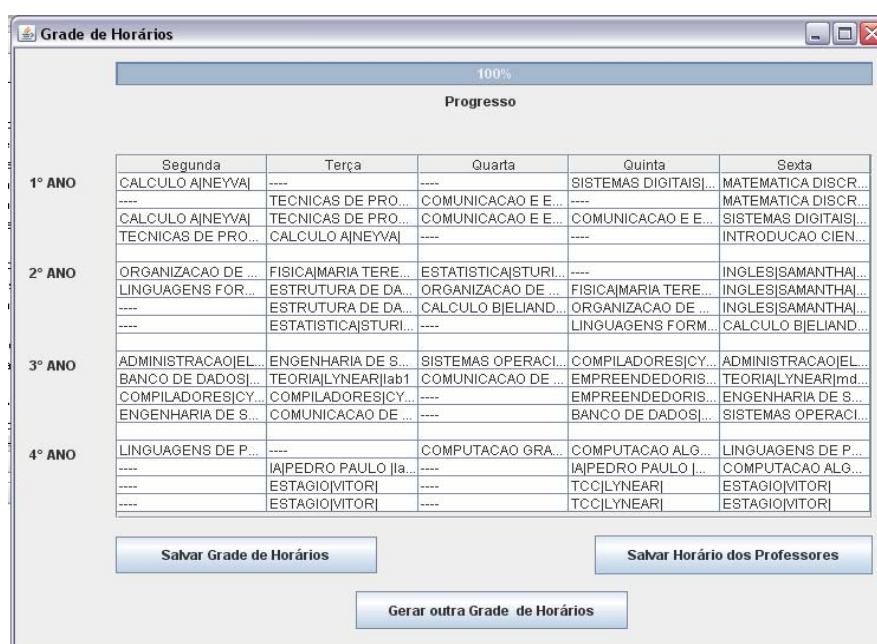 Grade de Horários
100%
Progresso
Segunda Terça Quarta Quinta Sexta
1° ANO CALCULO A|NEYVA| ---- ---- SISTEMAS DIGITAIS|... MATEMATICA DISCR...
---- TECNICAS DE PRO... COMUNICACAO E E... ---- MATEMATICA DISCR...
CALCULO A|NEYVA| TECNICAS DE PRO... COMUNICACAO E E... COMUNICACAO E E... SISTEMAS DIGITAIS|...
TECNICAS DE PRO... CALCULO A|NEYVA| ---- ---- INTRODUCAO CIEN...
2° ANO ORGANIZACAO DE ... FISICA|MARIA TERE... ESTATISTICA|STURI... ---- INGLES|SAMANTHA|...
LINGUAGENS FOR... ESTRUTURA DE DA... ORGANIZACAO DE ... FISICA|MARIA TERE... INGLES|SAMANTHA|...
---- ESTRUTURA DE DA... CALCULO B|ELIAND... ORGANIZACAO DE ... INGLES|SAMANTHA|...
---- ESTATISTICA|STURI... ---- LINGUAGENS FORM... CALCULO B|ELIAND|md...
3° ANO ADMINISTRACAO|EL... ENGENHARIA DE S... SISTEMAS OPERACI... COMPILADORES|CY... ADMINISTRACAO|EL...
BANCO DE DADOS|... TEORIA|LYNEAR|lab1 COMUNICACAO DE ... EMPREENDEDORIS... TEORIA|LYNEAR|md...
COMPILADORES|CY... COMPILADORES|CY... ---- EMPREENDEDORIS... ENGENHARIA DE S...
ENGENHARIA DE S... COMUNICACAO DE ... ---- BANCO DE DADOS|... SISTEMAS OPERACI...
4° ANO LINGUAGENS DE P... ---- COMPUTACAO GRA... COMPUTACAO ALG... LINGUAGENS DE P...
---- IA|PEDRO PAULO |la... ---- IA|PEDRO PAULO |... COMPUTACAO ALG...
---- ESTAGIO|VITOR| ---- TCC|LYNEAR| ESTAGIO|VITOR|
---- ESTAGIO|VITOR| ---- TCC|LYNEAR| ESTAGIO|VITOR|
Salvar Grade de Horários Salvar Horário dos Professores
Gerar outra Grade de Horários